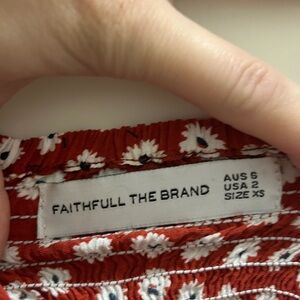 FAITHFULL THE BRAND
AUS 6
USA 2
SIZE XS